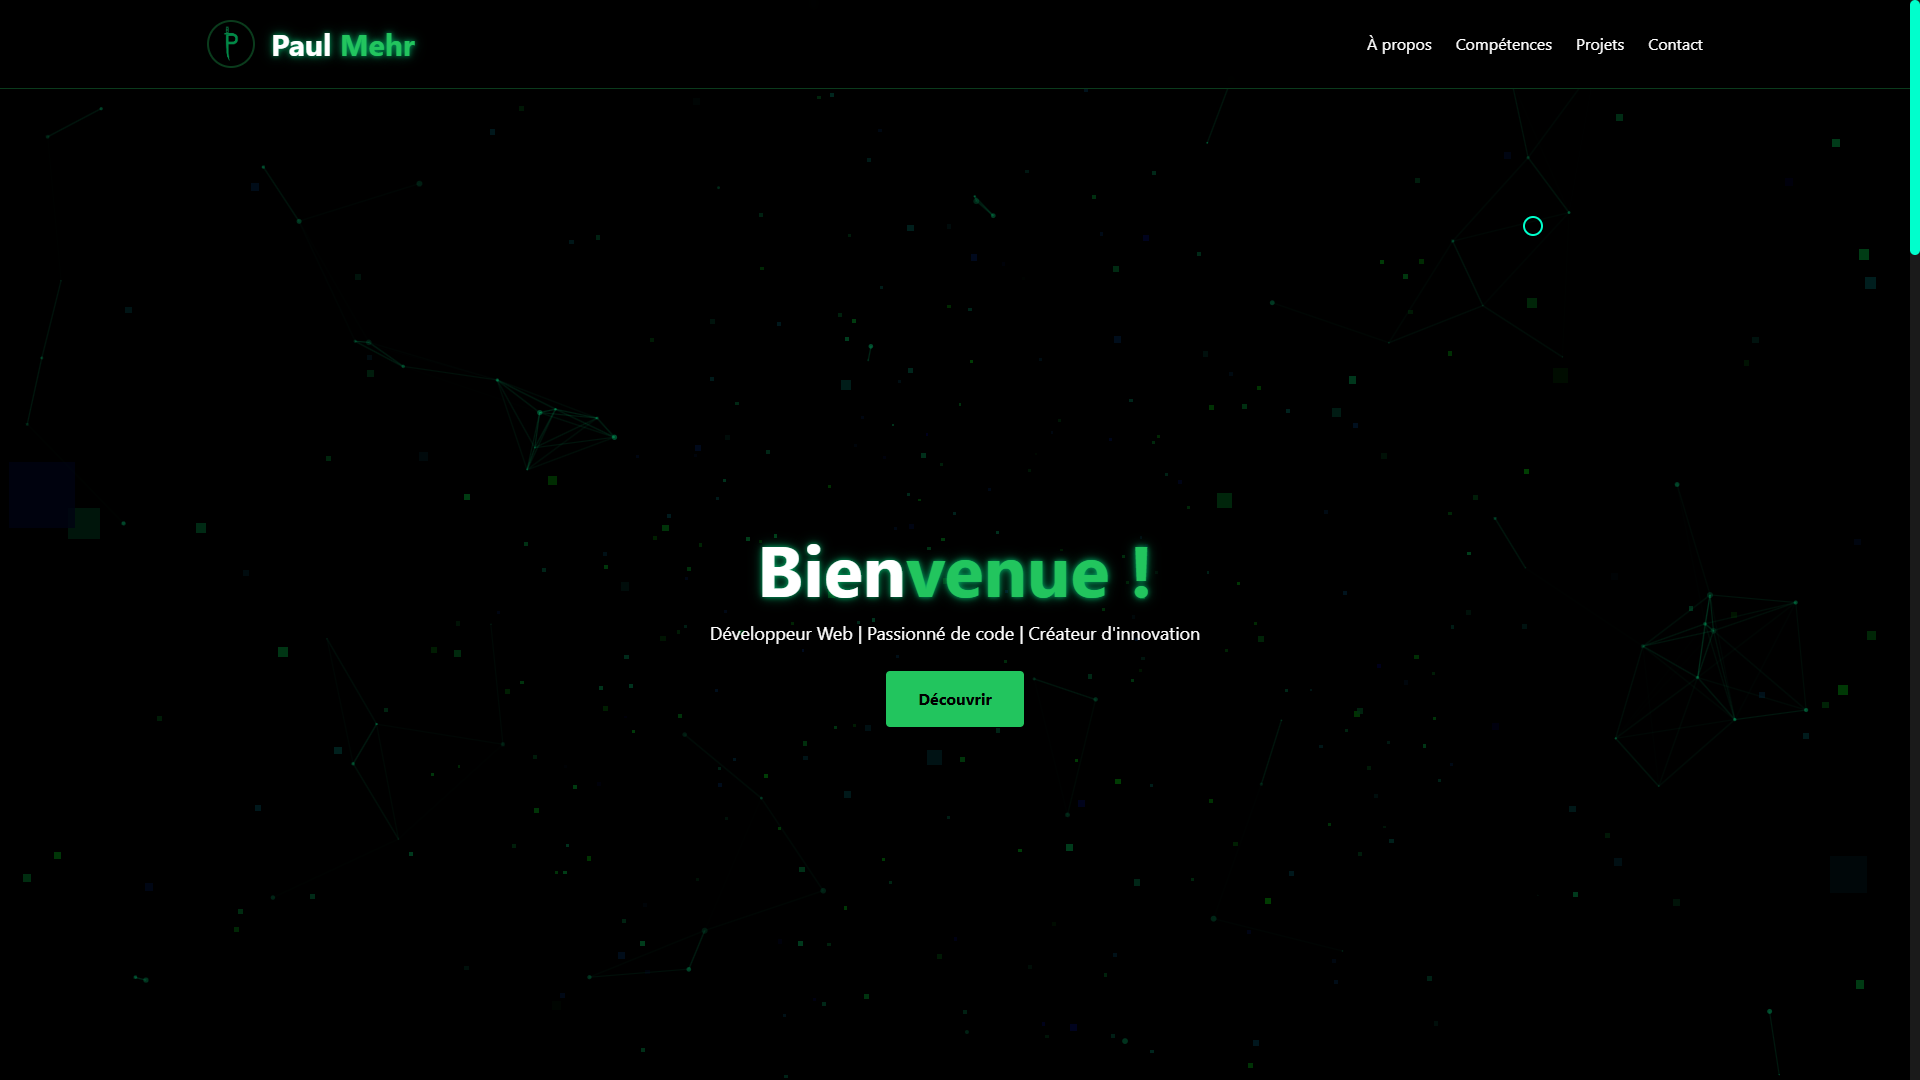 Paul Mehr
À propos
Compétences
Projets
Contact
Bienvenue !
Développeur Web | Passionné de code | Créateur d'innovation
Découvrir